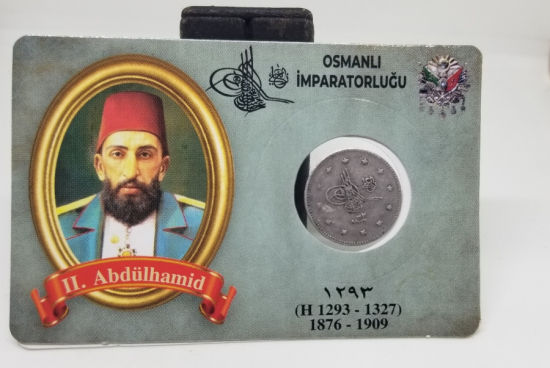 OSMANLI
İMPARATORLUĞU
II. Abdülhamid
١٢٩٣
(H 1293 - 1327)
1876 - 1909